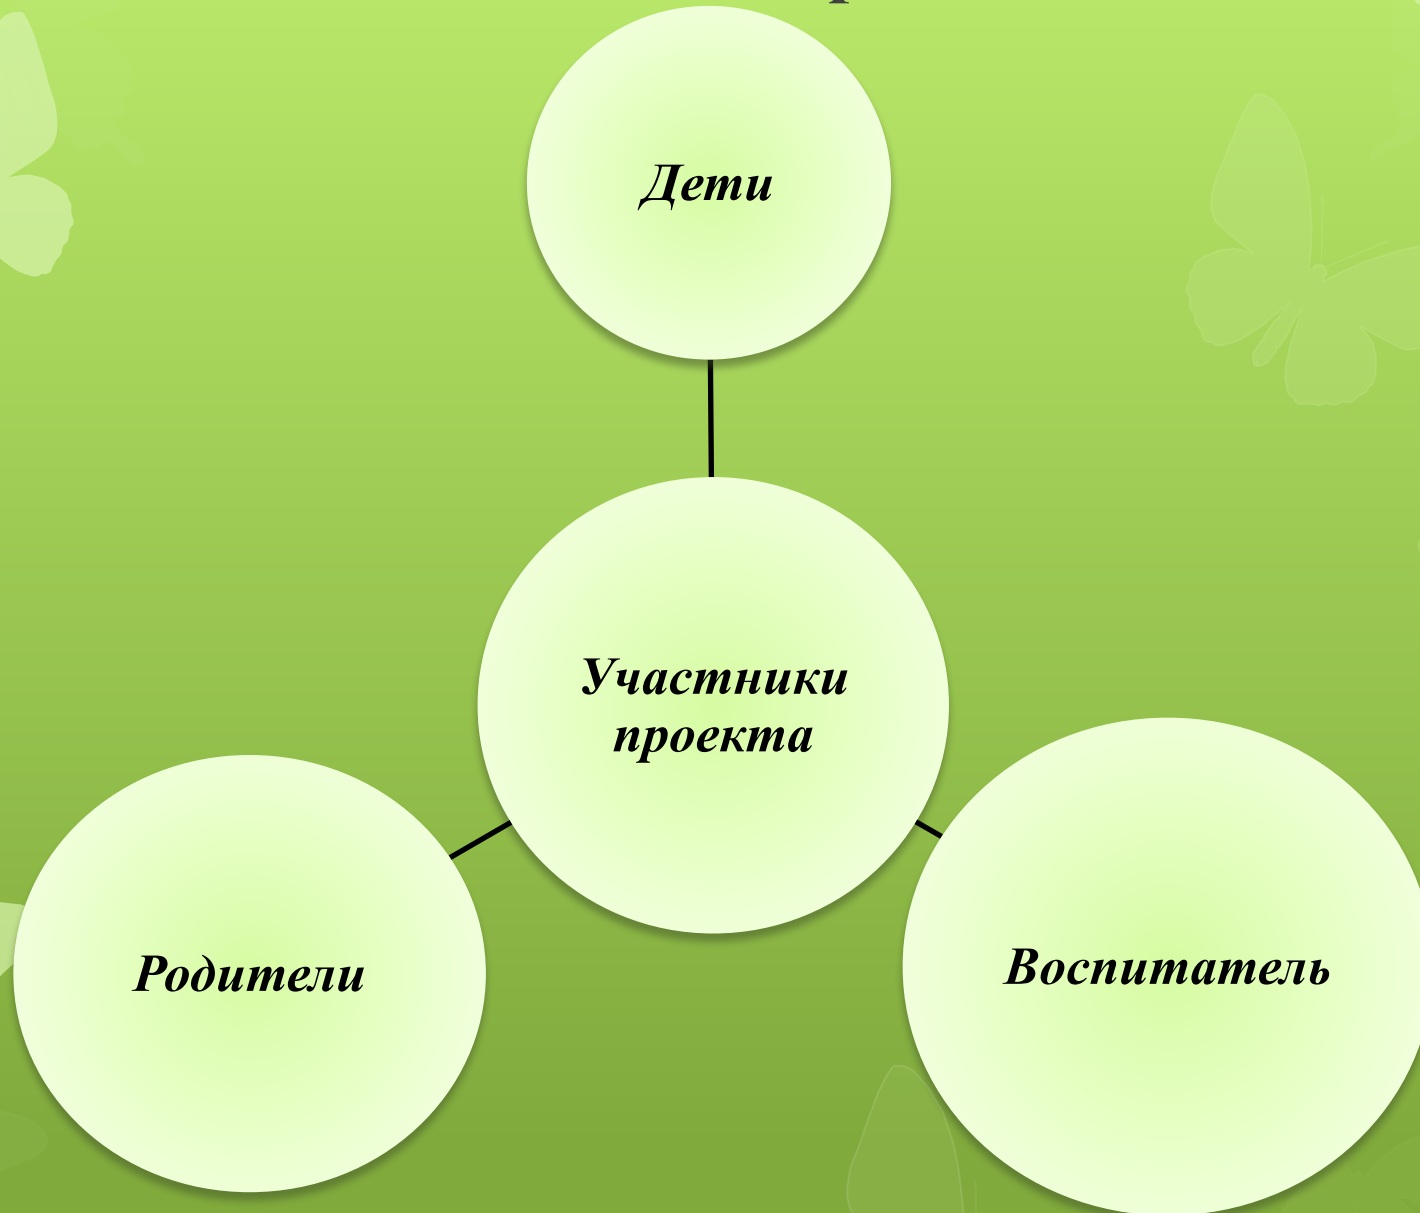 Дети
Участники
проекта
Родители
Воспитатель